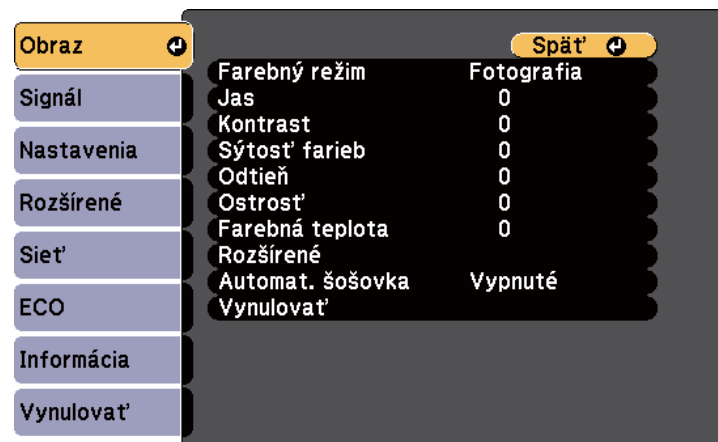 Obraz
Signál
Nastavenia
Rozšírené
Sieť
ECO
Informácia
Vynulovať
Späť
Farebný režim Fotografia
Jas 0
Kontrast 0
Sýtosť farieb 0
Odtieň 0
Ostrosť 0
Farebná teplota 0
Rozšírené
Automat. šošovka Vypnuté
Vynulovať